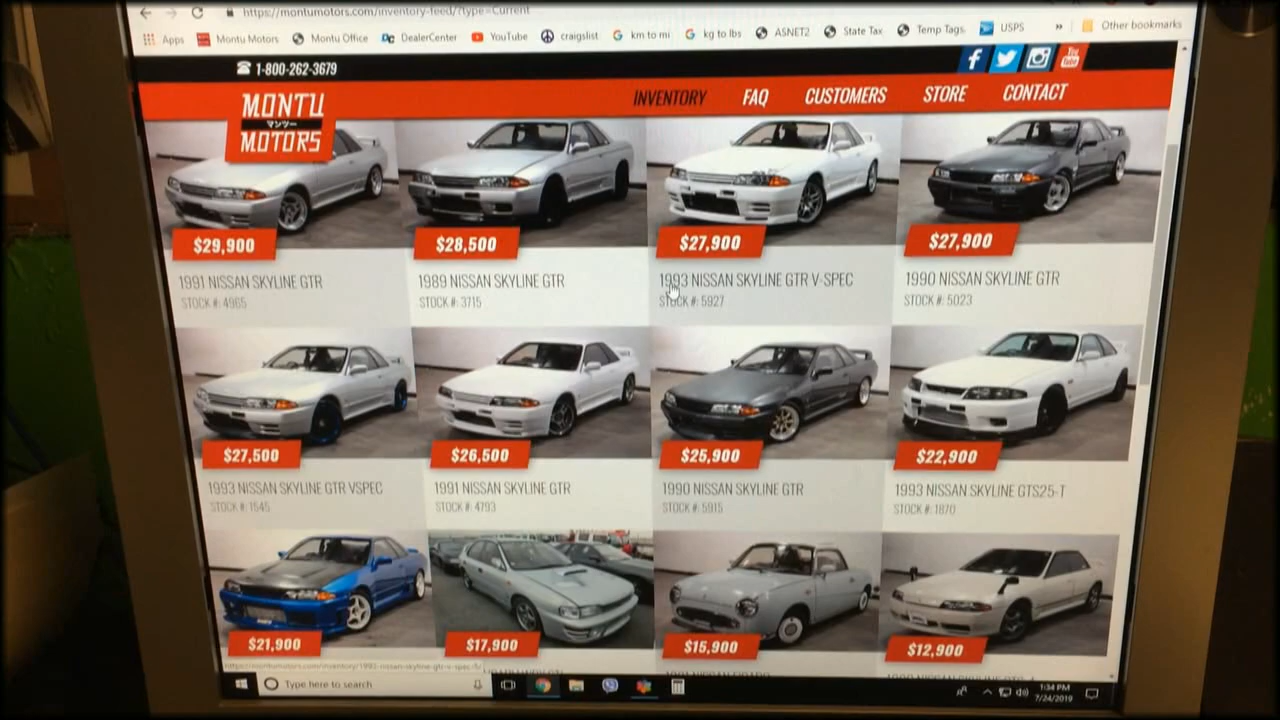 https://montumotors.com/inventory-feed/?type=Current
Apps Montu Motors Montu Office DealerCenter YouTube craigslist km to mi kg to lbs ASNET2 State Tax Temp Tags USPS » Other bookmarks
1-800-262-3679
MONTU
マンツー
MOTORS
INVENTORY FAQ CUSTOMERS STORE CONTACT
$29,900 $28,500 $27,900 $27,900
1991 NISSAN SKYLINE GTR 1989 NISSAN SKYLINE GTR 1993 NISSAN SKYLINE GTR V-SPEC 1990 NISSAN SKYLINE GTR
STOCK #: 4965 STOCK #: 3715 STOCK #: 5927 STOCK #: 5023
$27,500 $26,500 $25,900 $22,900
1993 NISSAN SKYLINE GTR VSPEC 1991 NISSAN SKYLINE GTR 1990 NISSAN SKYLINE GTR 1993 NISSAN SKYLINE GTS25-T
STOCK #: 1545 STOCK #: 4793 STOCK #: 5915 STOCK #: 1870
$21,900 $17,900 $15,900 $12,900
Type here to search
1:34 PM
7/24/2019